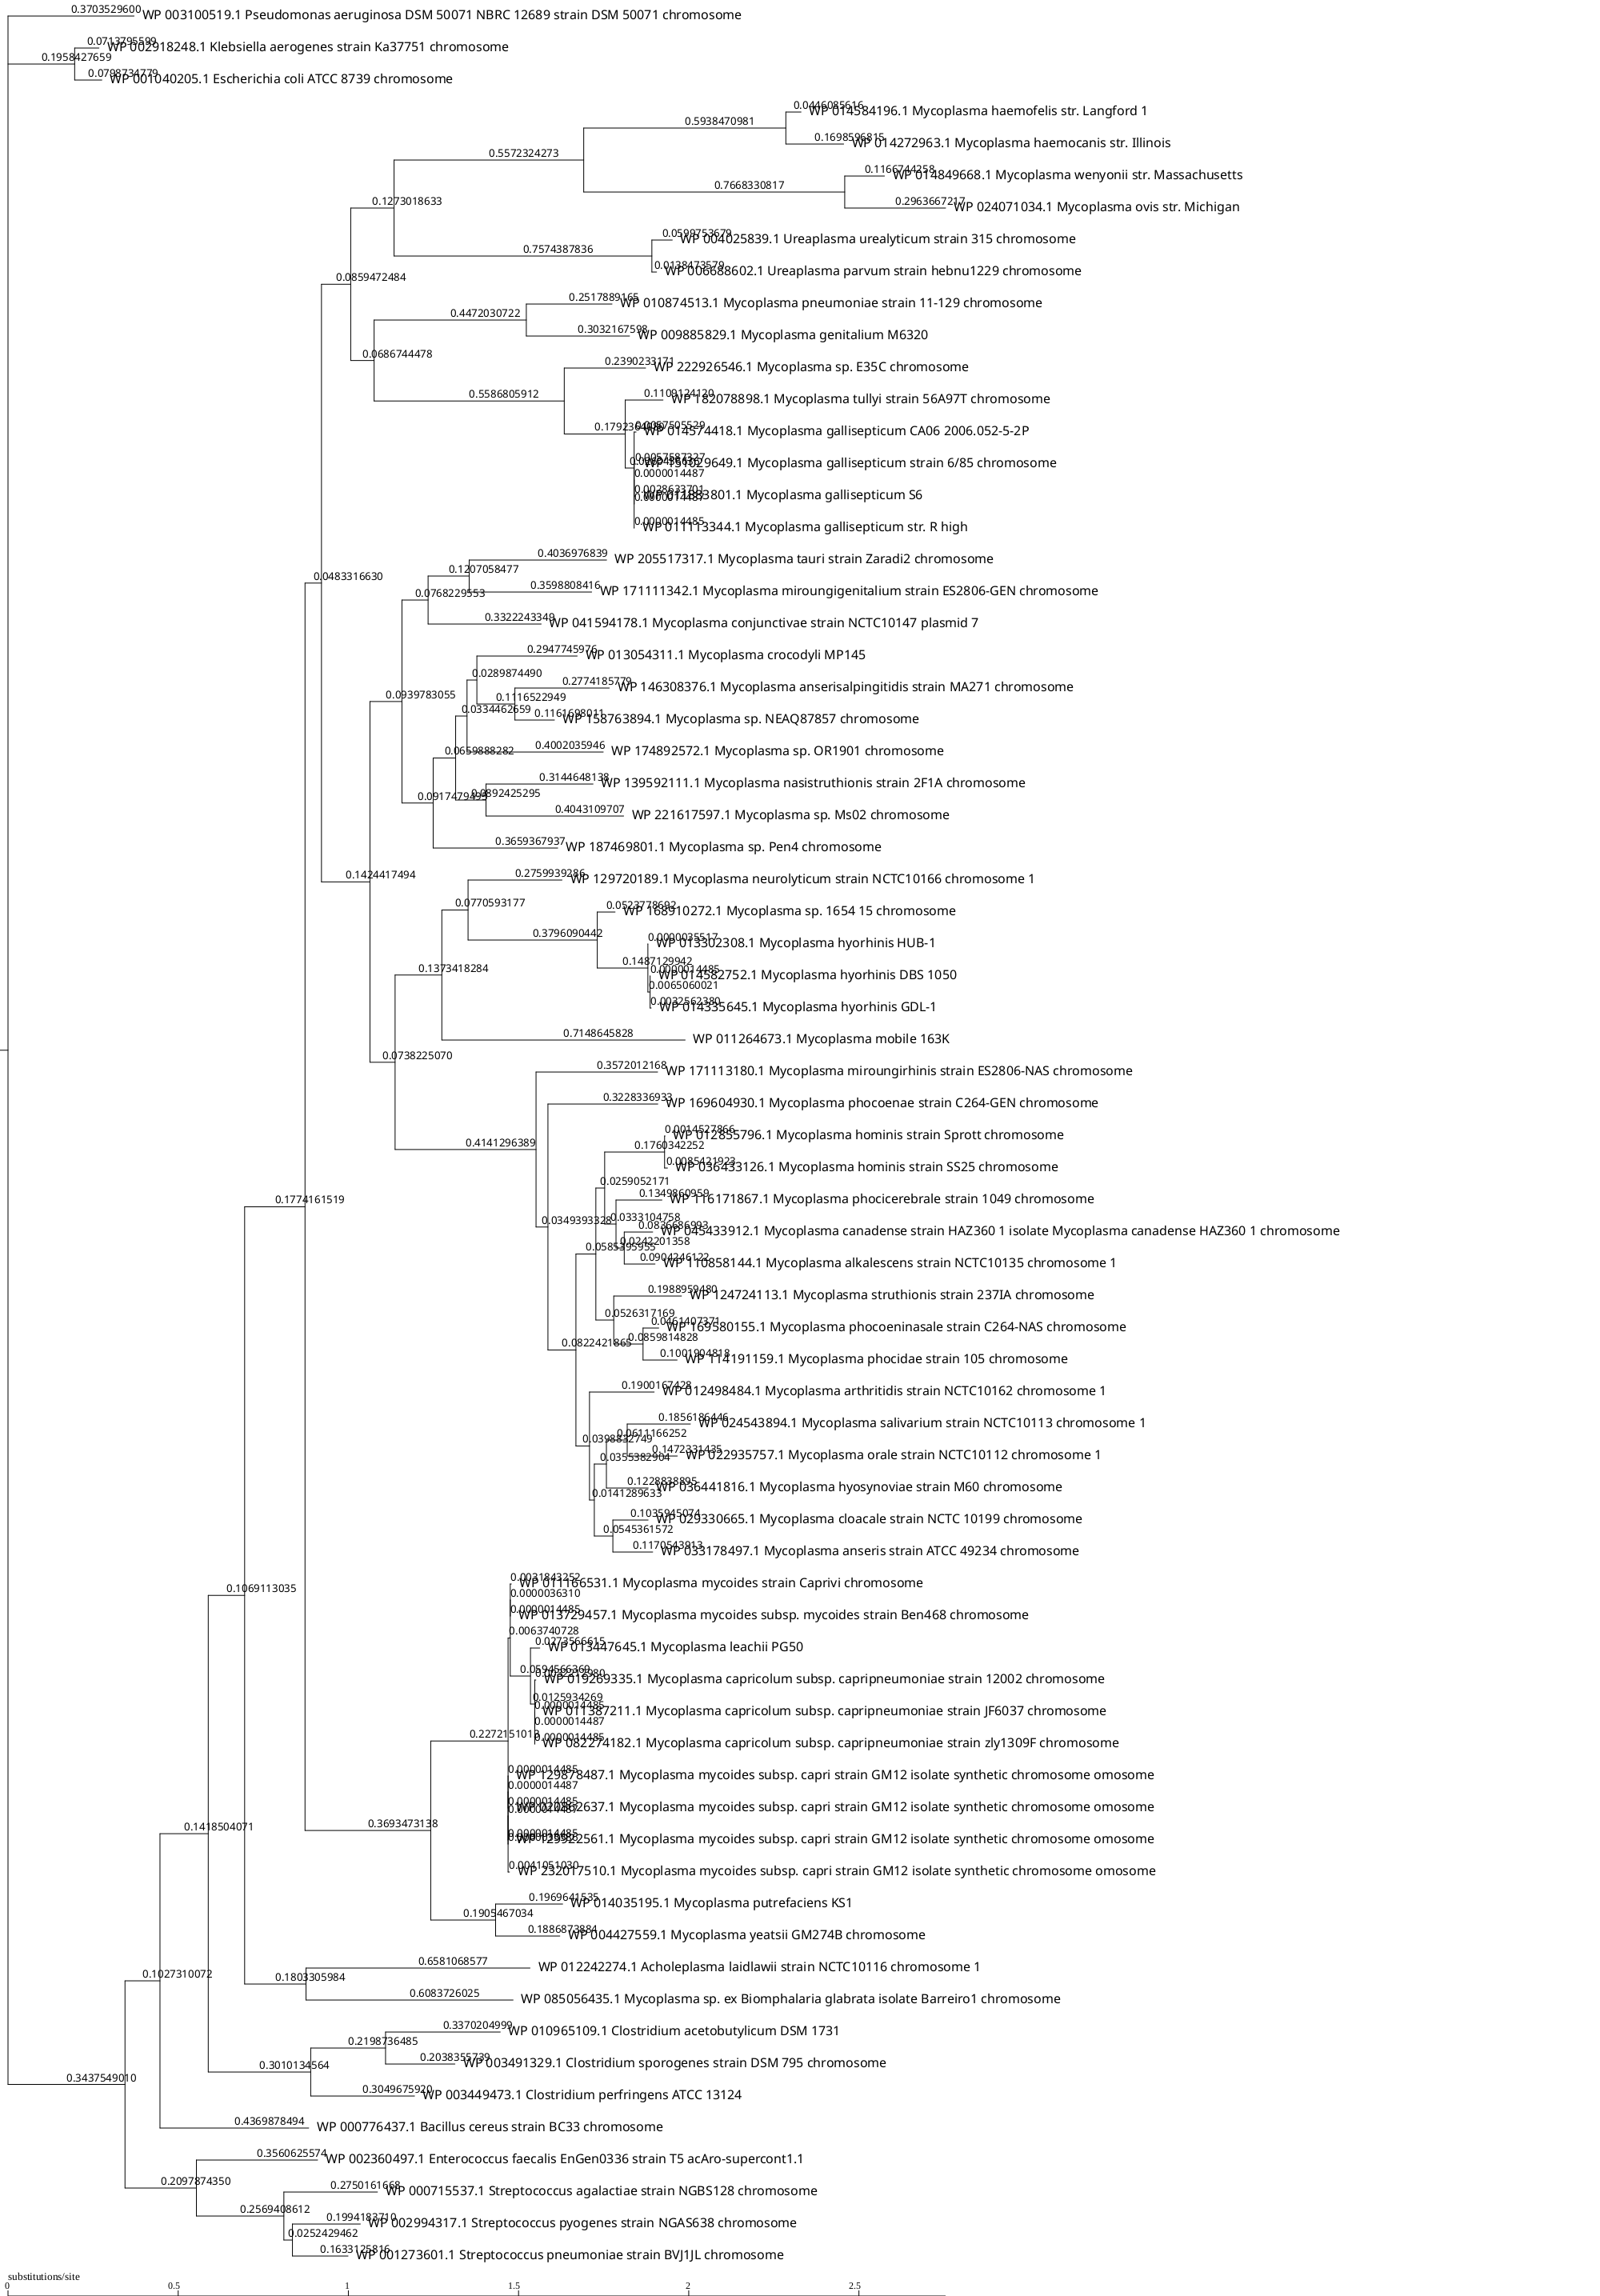 0.3703529600
WP 003100519.1 Pseudomonas aeruginosa DSM 50071 NBRC 12689 strain DSM 50071 chromosome
0.0713795599
WP 002918248.1 Klebsiella aerogenes strain Ka37751 chromosome
0.1958427659
0.0798734779
WP 001040205.1 Escherichia coli ATCC 8739 chromosome
0.0446085616
WP 014584196.1 Mycoplasma haemofelis str. Langford 1
0.5938470981
0.1698596815
WP 014272963.1 Mycoplasma haemocanis str. Illinois
0.5572324273
0.1166744258
WP 014849668.1 Mycoplasma wenyonii str. Massachusetts
0.7668330817
0.2963667217
WP 024071034.1 Mycoplasma ovis str. Michigan
0.1273018633
0.0599753679
WP 004025839.1 Ureaplasma urealyticum strain 315 chromosome
0.7574387836
0.0138473579
WP 006688602.1 Ureaplasma parvum strain hebnu1229 chromosome
0.0859472484
0.2517889165
WP 010874513.1 Mycoplasma pneumoniae strain 11-129 chromosome
0.4472030722
0.3032167598
WP 009885829.1 Mycoplasma genitalium M6320
0.0686744478
0.2390233171
WP 222926546.1 Mycoplasma sp. E35C chromosome
0.5586805912
0.1109124120
WP 182078898.1 Mycoplasma tullyi strain 56A97T chromosome
0.0087505529
WP 014574418.1 Mycoplasma gallisepticum CA06 2006.052-5-2P
0.0057587327
WP 151029649.1 Mycoplasma gallisepticum strain 6/85 chromosome
0.0000014487
0.0028633701
Mycoplasma gallisepticum S6
0.0000014485
WP 011113344.1 Mycoplasma gallisepticum str. R high
0.4036976839
WP 205517317.1 Mycoplasma tauri strain Zaradi2 chromosome
0.1207058477
0.0483316630
0.3598808416
WP 171111342.1 Mycoplasma miroungigenitalium strain ES2806-GEN chromosome
0.0768229553
0.3322243349
WP 041594178.1 Mycoplasma conjunctivae strain NCTC10147 plasmid 7
0.2947745976
WP 013054311.1 Mycoplasma crocodyli MP145
0.0289874490
0.2774185779
WP 146308376.1 Mycoplasma anserisalpingitidis strain MA271 chromosome
0.0939783055
0.1116522949
0.0334462659
0.1161698011
WP 158763894.1 Mycoplasma sp. NEAQ87857 chromosome
0.0659888282
0.4002035946
WP 174892572.1 Mycoplasma sp. OR1901 chromosome
0.3144648138
WP 139592111.1 Mycoplasma nasistruthionis strain 2F1A chromosome
0.0892425295
0.4043109707
WP 221617597.1 Mycoplasma sp. Ms02 chromosome
0.3659367937
WP 187469801.1 Mycoplasma sp. Pen4 chromosome
0.1424417494
0.2759939286
WP 129720189.1 Mycoplasma neurolyticum strain NCTC10166 chromosome 1
0.0770593177
0.0523778692
WP 168910272.1 Mycoplasma sp. 1654 15 chromosome
0.3796090442
0.0000035517
WP 013302308.1 Mycoplasma hyorhinis HUB-1
0.1373418284
0.1487129942
0.0000014485
WP 014582752.1 Mycoplasma hyorhinis DBS 1050
0.0065060021
0.0032562380
WP 014335645.1 Mycoplasma hyorhinis GDL-1
0.7148645828
WP 011264673.1 Mycoplasma mobile 163K
0.0738225070
0.3572012168
WP 171113180.1 Mycoplasma miroungirhinis strain ES2806-NAS chromosome
0.3228336933
WP 169604930.1 Mycoplasma phocoenae strain C264-GEN chromosome
0.0014527866
WP 012855796.1 Mycoplasma hominis strain Sprott chromosome
0.4141296389
0.1760342252
0.0085421923
WP 036433126.1 Mycoplasma hominis strain SS25 chromosome
0.0259052171
0.1349860959
WP 116171867.1 Mycoplasma phocicerebrale strain 1049 chromosome
0.1774161519
0.0349393328
0.0333104758
0.0836686993
WP 045433912.1 Mycoplasma canadense strain HAZ360 1 isolate Mycoplasma canadense HAZ360 1 chromosome
0.0585395955
0.0242201358
0.0904246122
WP 110858144.1 Mycoplasma alkalescens strain NCTC10135 chromosome 1
0.1988959480
WP 124724113.1 Mycoplasma struthionis strain 237IA chromosome
0.0526317169
0.0461407371
WP 169580155.1 Mycoplasma phocoeninasale strain C264-NAS chromosome
0.0822421865
0.0859814828
0.1001904818
WP 114191159.1 Mycoplasma phocidae strain 105 chromosome
0.1900167428
WP 012498484.1 Mycoplasma arthritidis strain NCTC10162 chromosome 1
0.1856186446
WP 024543894.1 Mycoplasma salivarium strain NCTC10113 chromosome 1
0.0398832749
0.0611166252
0.1472331435
WP 022935757.1 Mycoplasma orale strain NCTC10112 chromosome 1
0.0355382904
0.1228838895
WP 036441816.1 Mycoplasma hyosynoviae strain M60 chromosome
0.0141289633
0.1035945074
WP 029330665.1 Mycoplasma cloacale strain NCTC 10199 chromosome
0.0545361572
0.1170543913
WP 033178497.1 Mycoplasma anseris strain ATCC 49234 chromosome
0.0031843252
WP 011166531.1 Mycoplasma mycoides strain Caprivi chromosome
0.1069113035
0.0000036310
0.0000014485
WP 013729457.1 Mycoplasma mycoides subsp. mycoides strain Ben468 chromosome
0.0063740728
0.0273566615
WP 013447645.1 Mycoplasma leachii PG50
0.0594566360
WP 019269335.1 Mycoplasma capricolum subsp. capripneumoniae strain 12002 chromosome
0.0125934269
0.0000014485
WP 011387211.1 Mycoplasma capricolum subsp. capripneumoniae strain JF6037 chromosome
0.0000014487
0.2272151013
0.0000014485
WP 082274182.1 Mycoplasma capricolum subsp. capripneumoniae strain zly1309F chromosome
0.0000014485
WP 129878487.1 Mycoplasma mycoides subsp. capri strain GM12 isolate synthetic chromosome omosome
0.0000014487
0.0000014485
Mycoplasma mycoides subsp. capri strain GM12 isolate synthetic chromosome omosome
0.3693473138
0.1418504071
0.0000014485
WP 129922561.1 Mycoplasma mycoides subsp. capri strain GM12 isolate synthetic chromosome omosome
0.0041051030
WP 232017510.1 Mycoplasma mycoides subsp. capri strain GM12 isolate synthetic chromosome omosome
0.1969641535
WP 014035195.1 Mycoplasma putrefaciens KS1
0.1905467034
0.1886873884
WP 004427559.1 Mycoplasma yeatsii GM274B chromosome
0.6581068577
WP 012242274.1 Acholeplasma laidlawii strain NCTC10116 chromosome 1
0.1027310072
0.1803305984
0.6083726025
WP 085056435.1 Mycoplasma sp. ex Biomphalaria glabrata isolate Barreiro1 chromosome
0.3370204999
WP 010965109.1 Clostridium acetobutylicum DSM 1731
0.2198736485
0.2038355739
WP 003491329.1 Clostridium sporogenes strain DSM 795 chromosome
0.3010134564
0.3437549010
0.3049675920
WP 003449473.1 Clostridium perfringens ATCC 13124
0.4369878494
WP 000776437.1 Bacillus cereus strain BC33 chromosome
0.3560625574
WP 002360497.1 Enterococcus faecalis EnGen0336 strain T5 acAro-supercont1.1
0.2097874350
0.2750161668
WP 000715537.1 Streptococcus agalactiae strain NGBS128 chromosome
0.2569408612
0.1994183710
WP 002994317.1 Streptococcus pyogenes strain NGAS638 chromosome
0.0252429462
0.1633125816
WP 001273601.1 Streptococcus pneumoniae strain BVJ1JL chromosome
substitutions/site
0 0.5 1 1.5 2 2.5